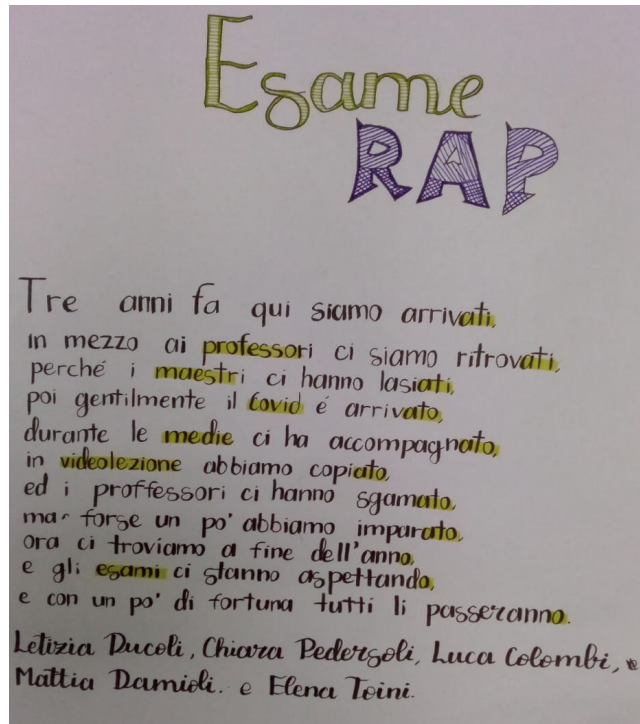 Esame
RAP
Tre anni fa qui siamo arrivati,
in mezzo ai professori ci siamo ritrovati,
perché i maestri ci hanno lasiati,
poi gentilmente il Covid é arrivato,
durante le medie ci ha accompagnato,
in videolezione abbiamo copiato,
ed i proffessori ci hanno sgamato,
ma forse un po' abbiamo imparato,
ora ci troviamo a fine dell'anno,
e gli esami ci stanno aspettando,
e con un po' di fortuna tutti li passeranno.
Letizia Ducoli, Chiara Pedersoli, Luca Colombi,
Mattia Damioli. e Elena Toini.